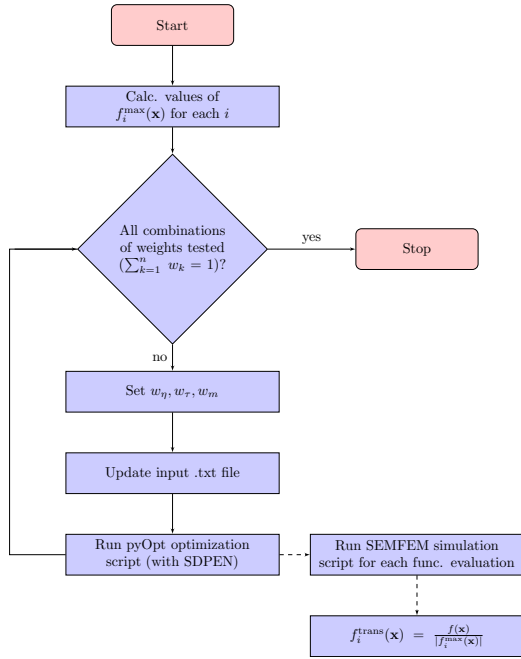 Start
Calc. values of
f_i^max(x) for each i
All combinations
of weights tested
(∑_{k=1}^n w_k = 1)?
yes
Stop
no
Set w_η, w_τ, w_m
Update input .txt file
Run pyOpt optimization
script (with SDPEN)
Run SEMFEM simulation
script for each func. evaluation
f_i^trans(x) = f(x)/|f_i^max(x)|